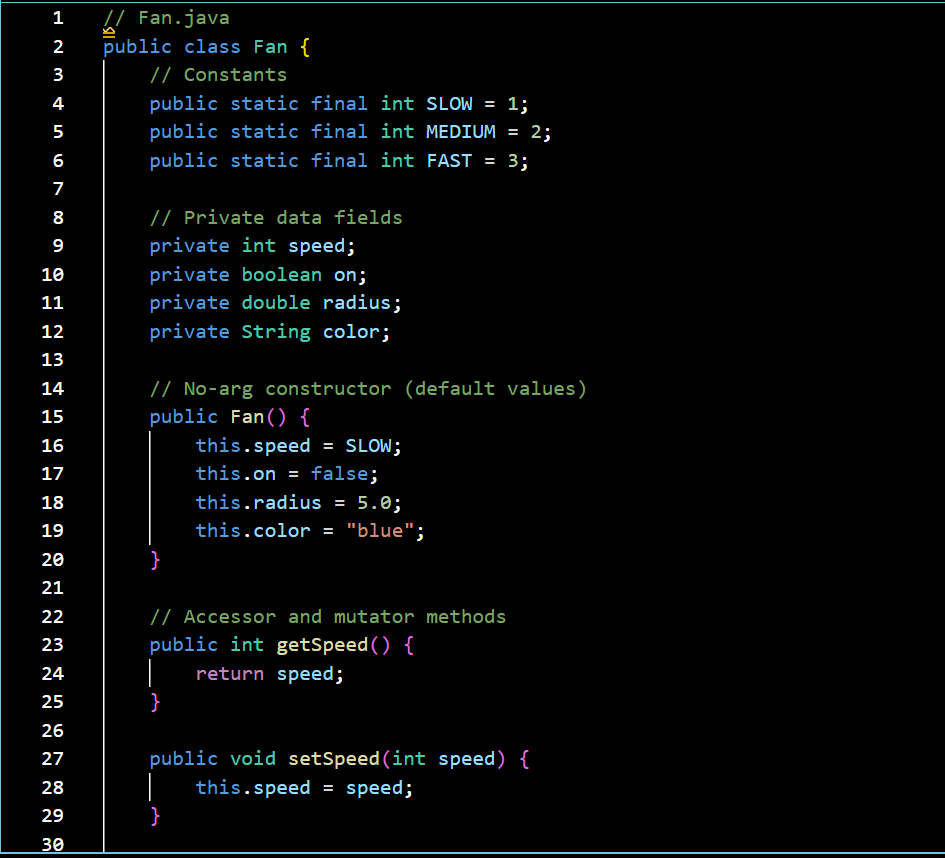 1 // Fan.java
2 public class Fan {
3 // Constants
4 public static final int SLOW = 1;
5 public static final int MEDIUM = 2;
6 public static final int FAST = 3;
7
8 // Private data fields
9 private int speed;
10 private boolean on;
11 private double radius;
12 private String color;
13
14 // No-arg constructor (default values)
15 public Fan() {
16 this.speed = SLOW;
17 this.on = false;
18 this.radius = 5.0;
19 this.color = "blue";
20 }
21
22 // Accessor and mutator methods
23 public int getSpeed() {
24 return speed;
25 }
26
27 public void setSpeed(int speed) {
28 this.speed = speed;
29 }
30